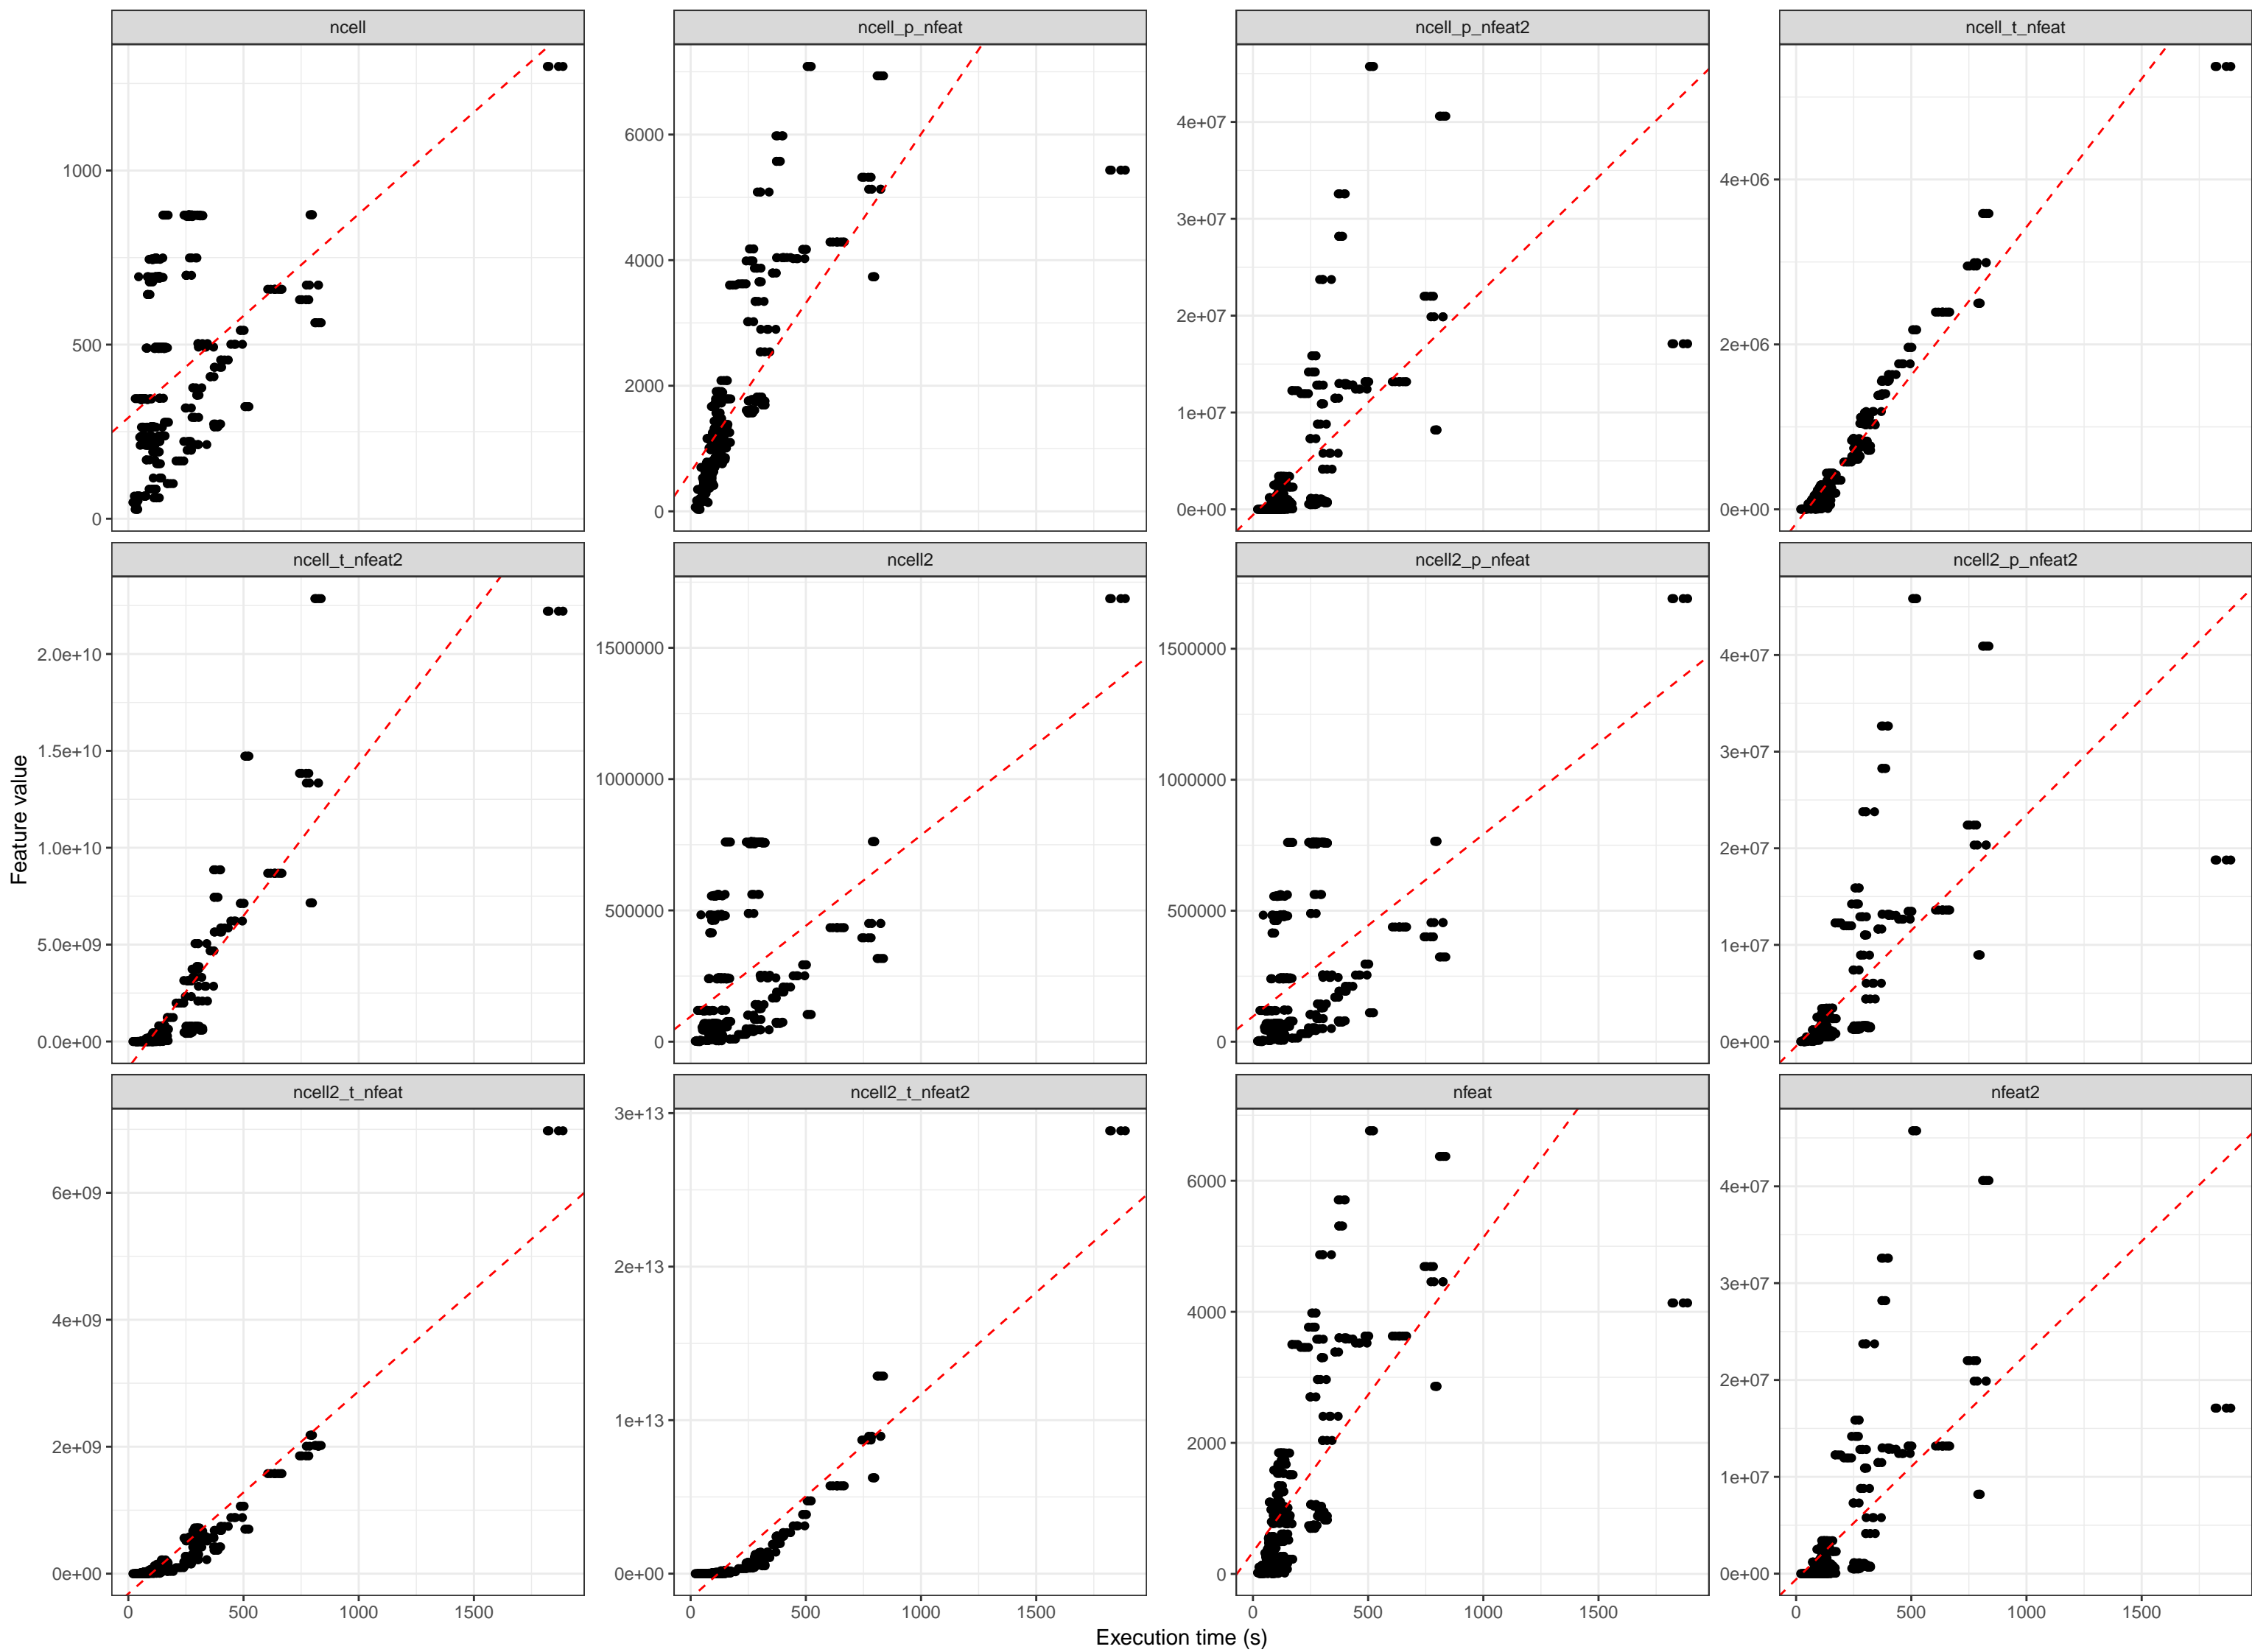 ncell ncell_p_nfeat ncell_p_nfeat2 ncell_t_nfeat
1000
500
0
6000
4000
2000
0
4e+07
3e+07
2e+07
1e+07
0e+00
4e+06
2e+06
0e+00
ncell_t_nfeat2 ncell2 ncell2_p_nfeat ncell2_p_nfeat2
2.0e+10
1.5e+10
1.0e+10
5.0e+09
0.0e+00
1500000
1000000
500000
0
1500000
1000000
500000
0
4e+07
3e+07
2e+07
1e+07
0e+00
Feature value
ncell2_t_nfeat ncell2_t_nfeat2 nfeat nfeat2
6e+09
4e+09
2e+09
0e+00
3e+13
2e+13
1e+13
0e+00
6000
4000
2000
0
4e+07
3e+07
2e+07
1e+07
0e+00
0 500 1000 1500 0 500 1000 1500 0 500 1000 1500 0 500 1000 1500
Execution time (s)